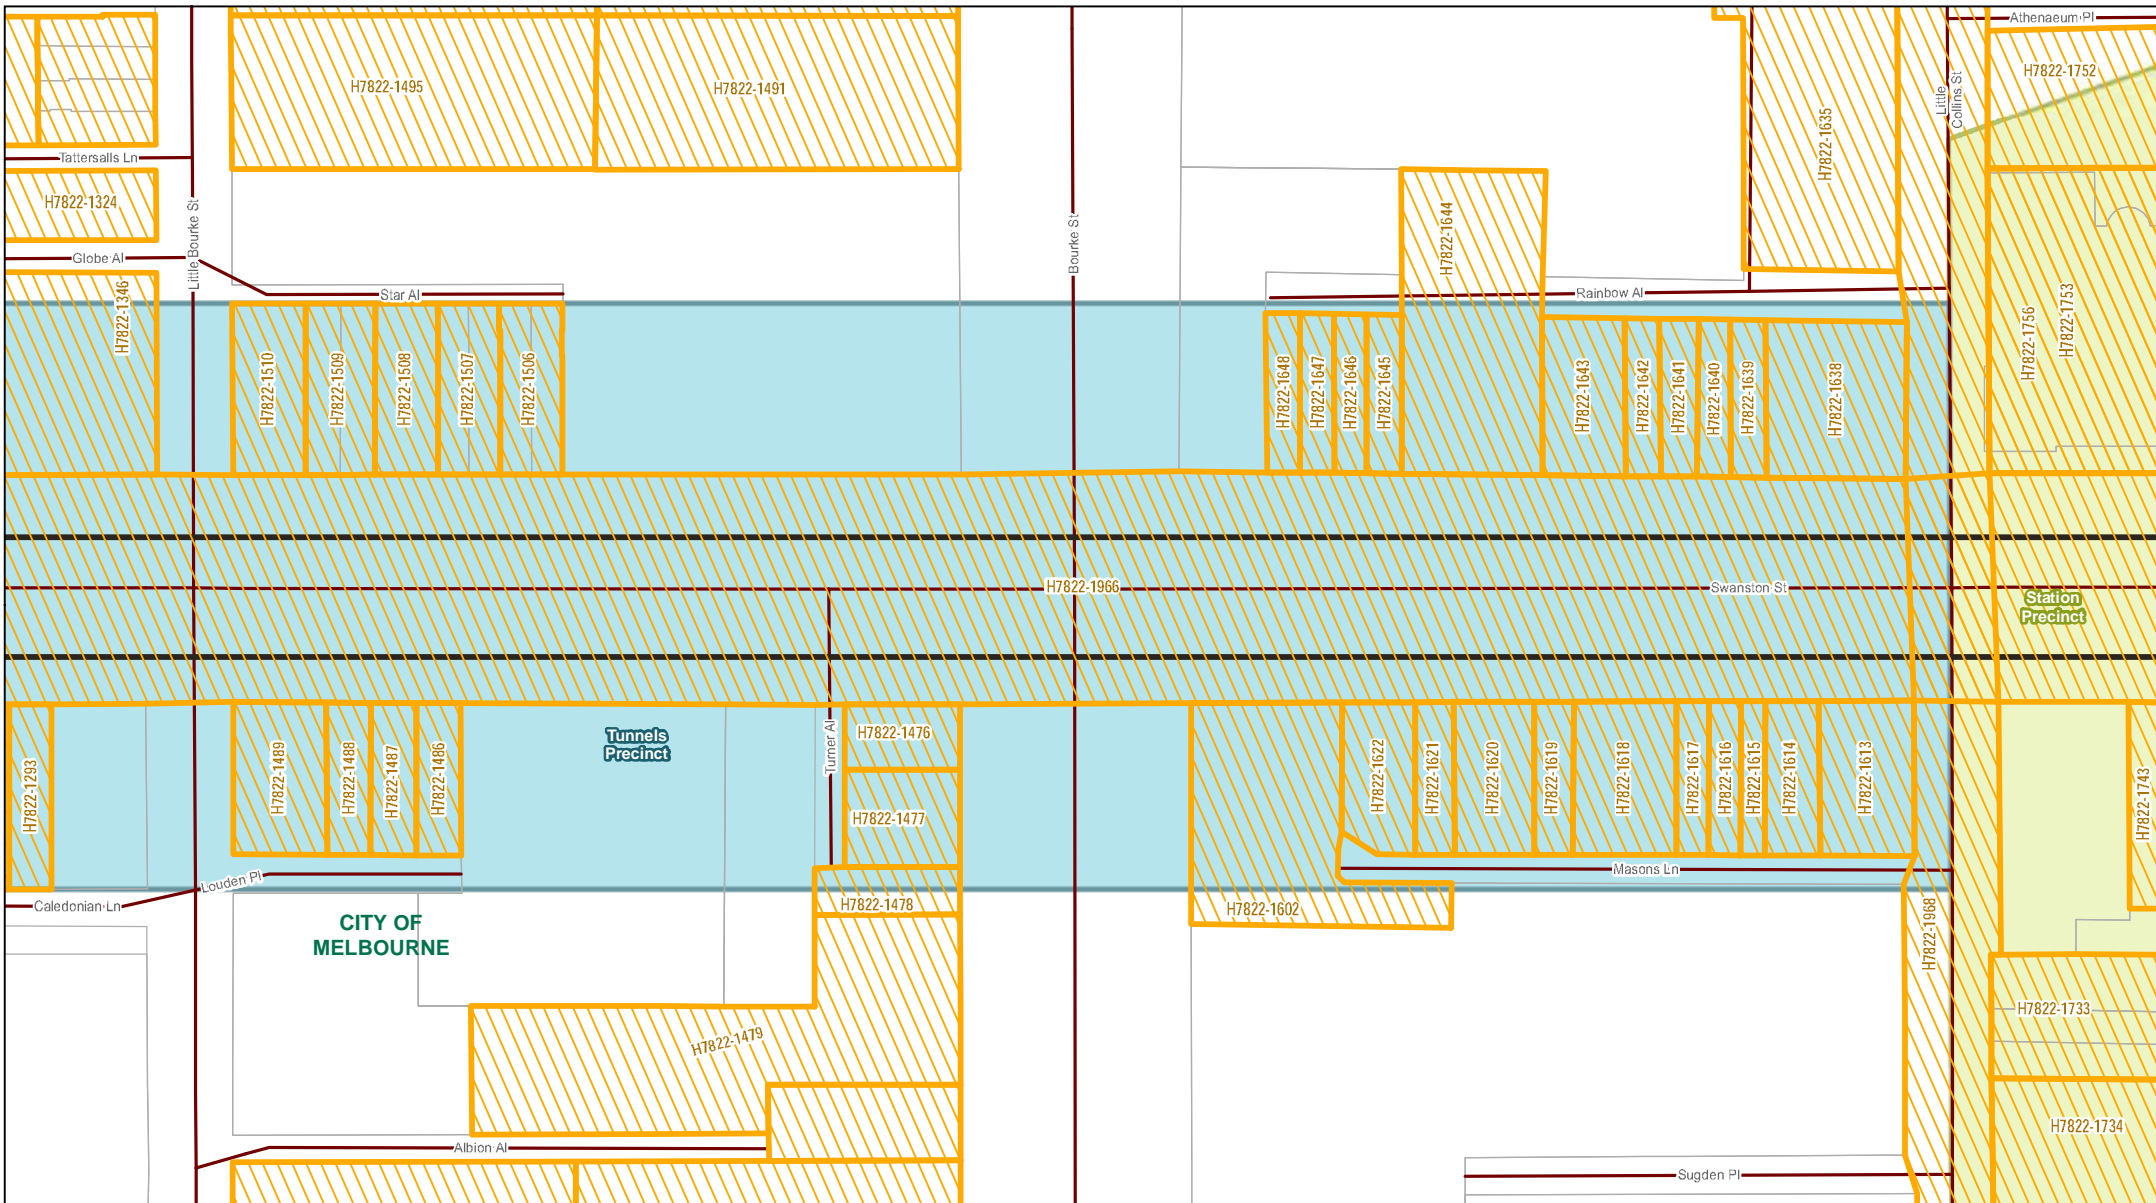 Athenaeum Pl
H7822-1752
H7822-1495
H7822-1491
Little
Collins St
H7822-1635
Tattersalls Ln
H7822-1324
Little Bourke St
Bourke St
H7822-1644
Globe Al
Star Al
Rainbow Al
H7822-1346
H7822-1756
H7822-1753
H7822-1510
H7822-1509
H7822-1508
H7822-1507
H7822-1506
H7822-1648
H7822-1647
H7822-1646
H7822-1645
H7822-1643
H7822-1642
H7822-1641
H7822-1640
H7822-1639
H7822-1638
H7822-1966
Swanston St
Station
Precinct
Tunnels
Precinct
Turner Al
H7822-1476
H7822-1477
H7822-1293
H7822-1489
H7822-1488
H7822-1487
H7822-1486
H7822-1622
H7822-1621
H7822-1620
H7822-1619
H7822-1618
H7822-1617
H7822-1616
H7822-1615
H7822-1614
H7822-1613
H7822-1743
Masons Ln
Louden Pl
Caledonian Ln
H7822-1478
H7822-1602
H7822-1968
CITY OF
MELBOURNE
H7822-1479
H7822-1733
H7822-1734
Albion Al
Sugden Pl